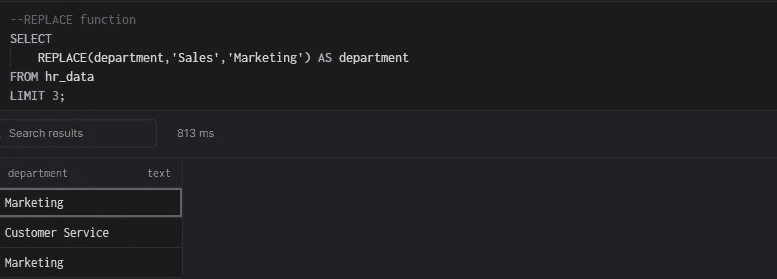 --REPLACE function
SELECT
REPLACE(department,'Sales','Marketing') AS department
FROM hr_data
LIMIT 3;
Search results 813 ms
department text
Marketing
Customer Service
Marketing